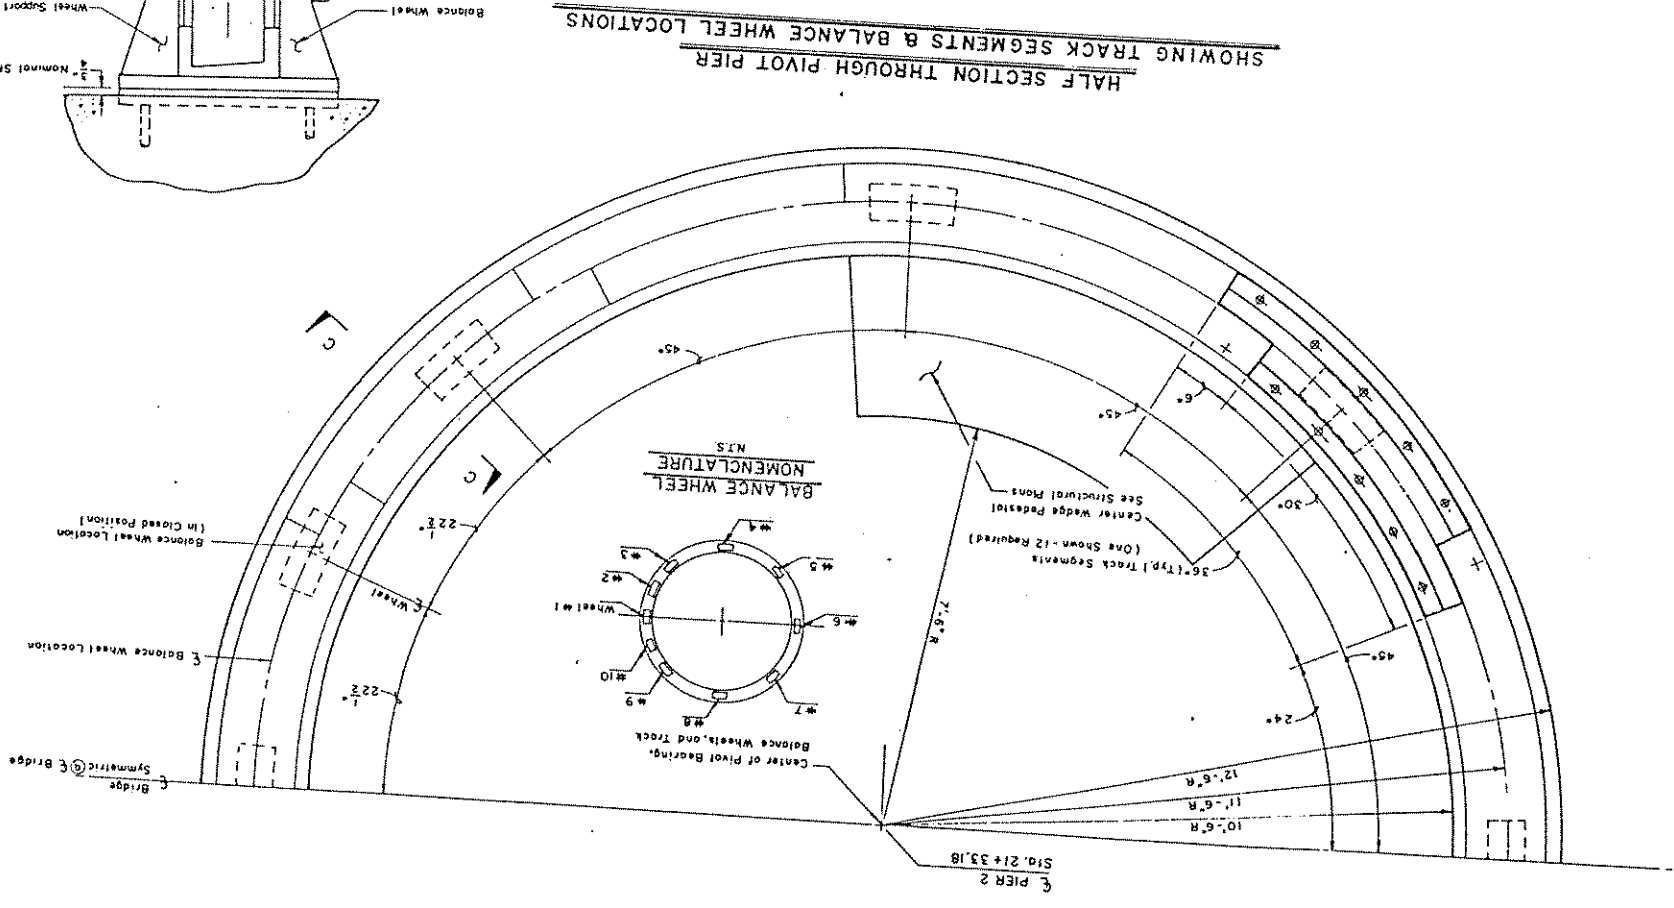 ℄ PIER 2
Sta. 21+33.18
10'-6"R
11'-6"R
12'-6"R
℄ Bridge
Symmetric @ ℄ Bridge
Center of Pivot Bearing,
Balance Wheels, and Track
24°
45°
22½°
℄ Balance Wheel Location
#7
#8
#9
#10
#6
Wheel #1
#5
#4
#3
#2
7'-6"R
℄ Wheel
36° (Typ.) Track Segments
(One Shown - 12 Required)
Center Wedge Pedestal
See Structural Plans
22½°
Balance Wheel Location
(In Closed Position)
30°
BALANCE WHEEL
NOMENCLATURE
N.T.S.
C
6°
45°
45°
C
HALF SECTION THROUGH PIVOT PIER
SHOWING TRACK SEGMENTS & BALANCE WHEEL LOCATIONS
Nominal
Balance Wheel
Wheel Support